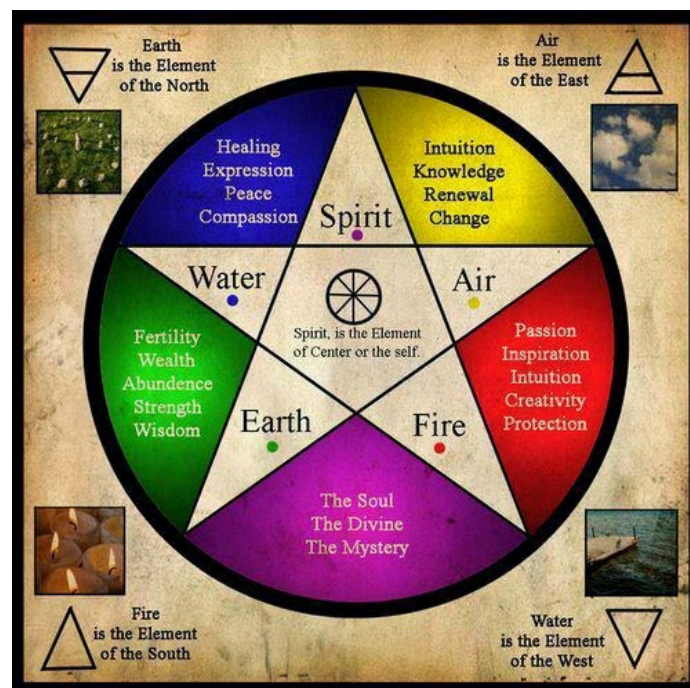 Earth
is the Element
of the North
Air
is the Element
of the East
Healing
Expression
Peace
Compassion
Intuition
Knowledge
Renewal
Change
Spirit
Water
Air
Spirit, is the Element
of Center or the self.
Fertility
Wealth
Abundence
Strength
Wisdom
Passion
Inspiration
Intuition
Creativity
Protection
Earth
Fire
The Soul
The Divine
The Mystery
Fire
is the Element
of the South
Water
is the Element
of the West